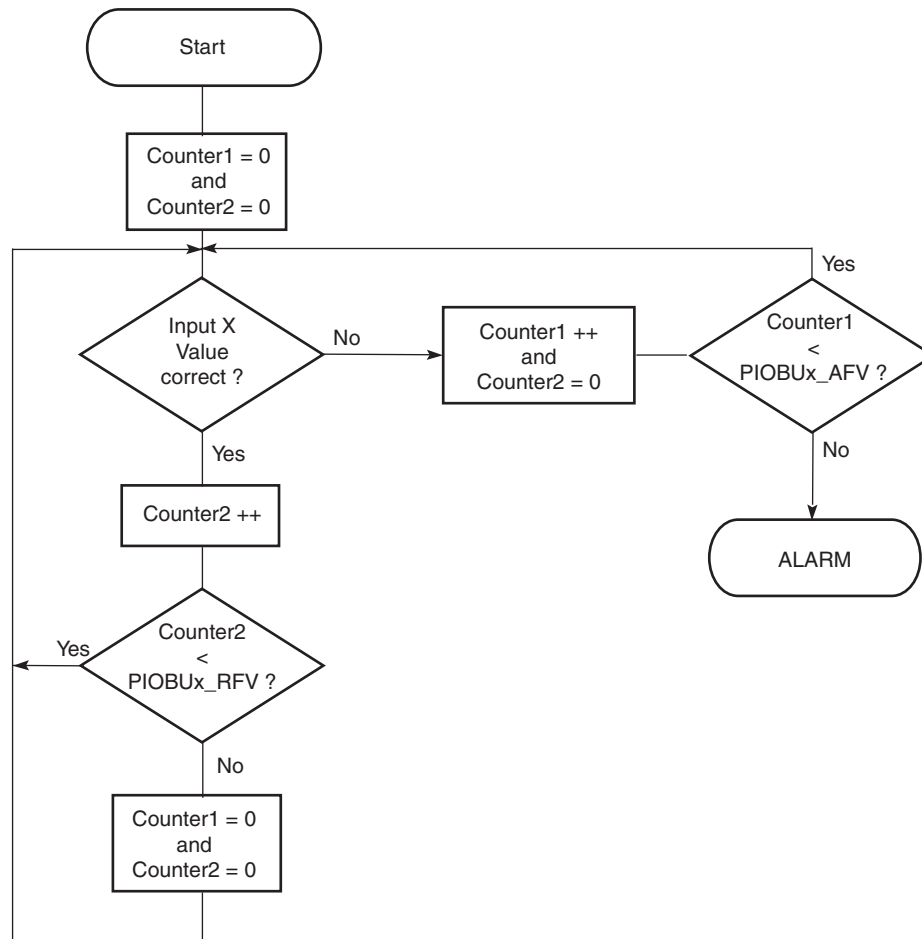 Start
Counter1 = 0
and
Counter2 = 0
Yes
Input X
Value
correct ?
No
Counter1 ++
and
Counter2 = 0
Counter1
<
PIOBUx_AFV ?
Yes
No
Counter2 ++
ALARM
Counter2
<
PIOBUx_RFV ?
Yes
No
Counter1 = 0
and
Counter2 = 0